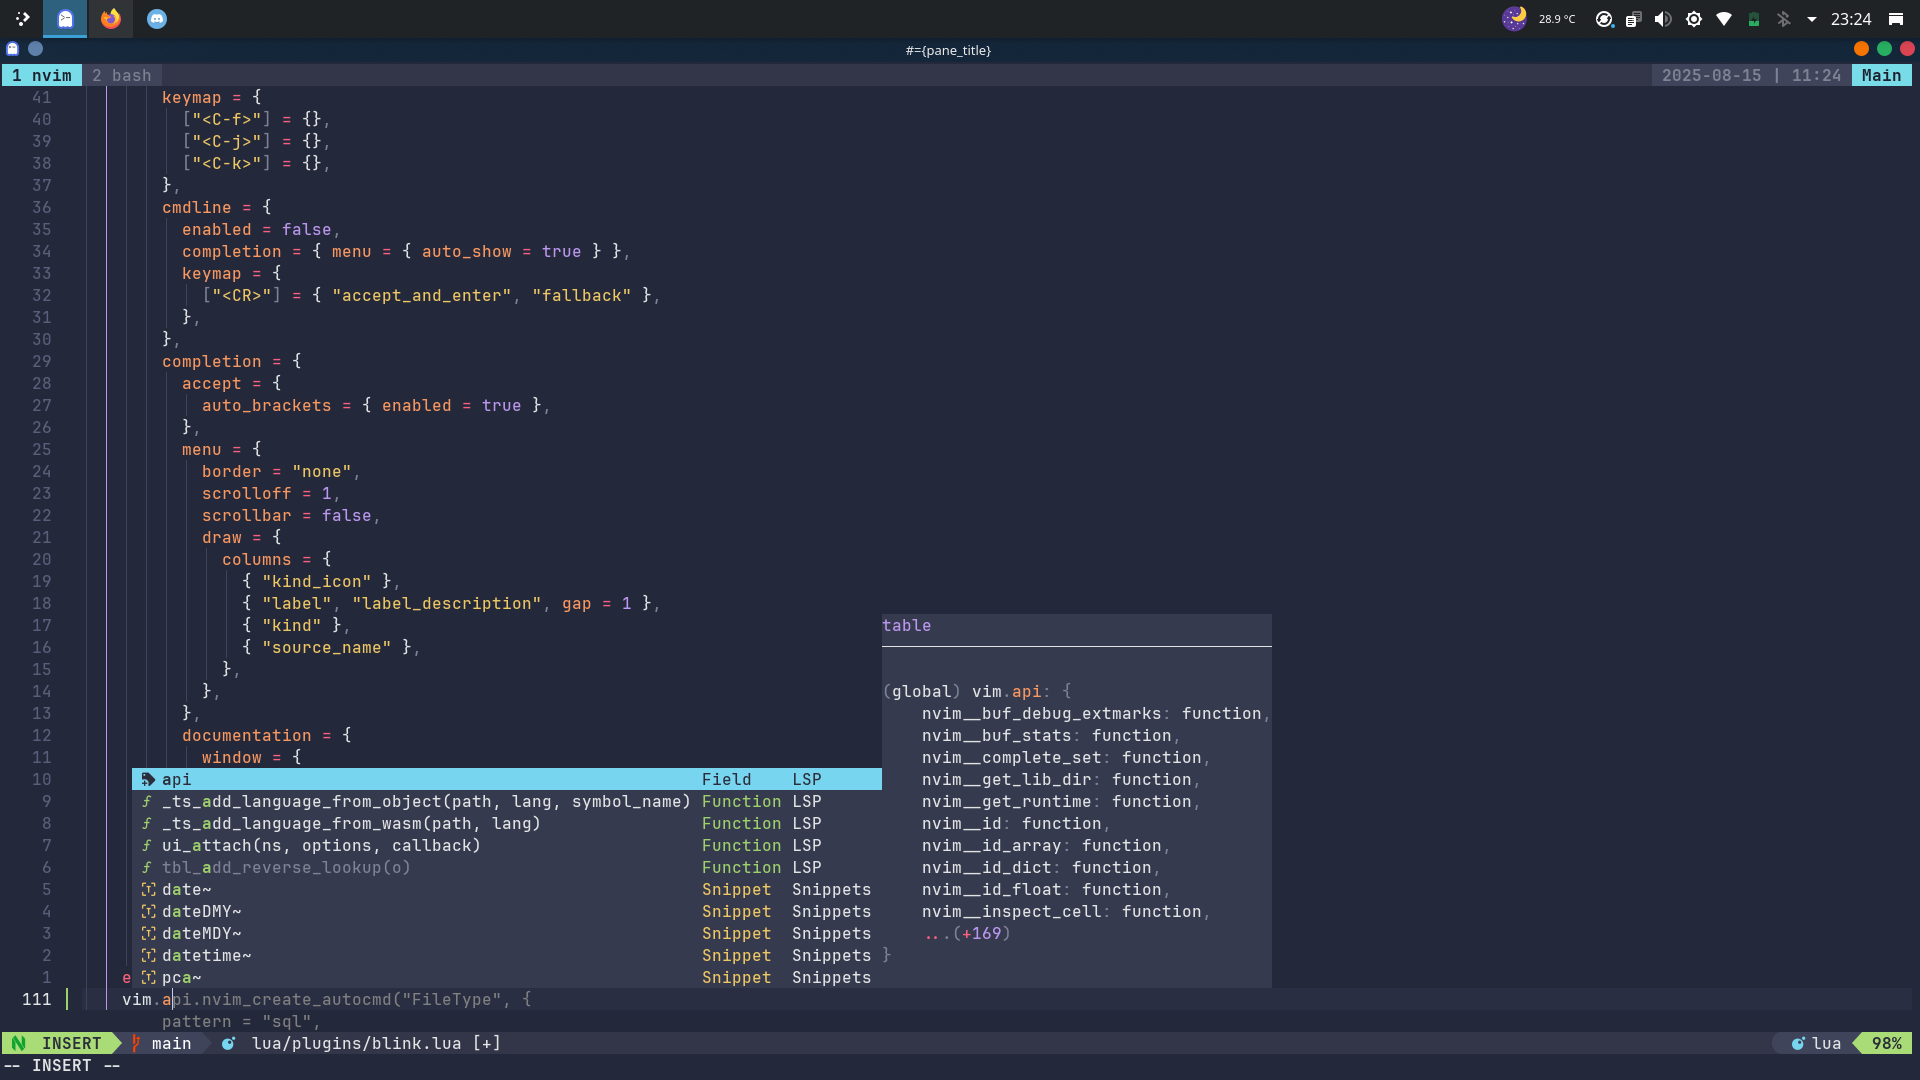 28.9 °C
23:24
#={pane_title}
1 nvim 2 bash 2025-08-15 | 11:24 Main
41 keymap = {
40 ["<C-f>"] = {},
39 ["<C-j>"] = {},
38 ["<C-k>"] = {},
37 },
36 cmdline = {
35 enabled = false,
34 completion = { menu = { auto_show = true } },
33 keymap = {
32 ["<CR>"] = { "accept_and_enter", "fallback" },
31 },
30 },
29 completion = {
28 accept = {
27 auto_brackets = { enabled = true },
26 },
25 menu = {
24 border = "none",
23 scrolloff = 1,
22 scrollbar = false,
21 draw = {
20 columns = {
19 { "kind_icon" },
18 { "label", "label_description", gap = 1 },
17 { "kind" },
16 { "source_name" },
15 },
14 },
13 },
12 documentation = {
11 window = {
10 api Field LSP
9 _ts_add_language_from_object(path, lang, symbol_name) Function LSP
8 _ts_add_language_from_wasm(path, lang) Function LSP
7 ui_attach(ns, options, callback) Function LSP
6 tbl_add_reverse_lookup(o) Function LSP
5 date~ Snippet Snippets
4 dateDMY~ Snippet Snippets
3 dateMDY~ Snippet Snippets
2 datetime~ Snippet Snippets
1 e pca~ Snippet Snippets
table
(global) vim.api: {
nvim__buf_debug_extmarks: function,
nvim__buf_stats: function,
nvim__complete_set: function,
nvim__get_lib_dir: function,
nvim__get_runtime: function,
nvim__id: function,
nvim__id_array: function,
nvim__id_dict: function,
nvim__id_float: function,
nvim__inspect_cell: function,
...(+169)
}
111 vim.api.nvim_create_autocmd("FileType", {
pattern = "sql",
INSERT main lua/plugins/blink.lua [+] lua 98%
-- INSERT --